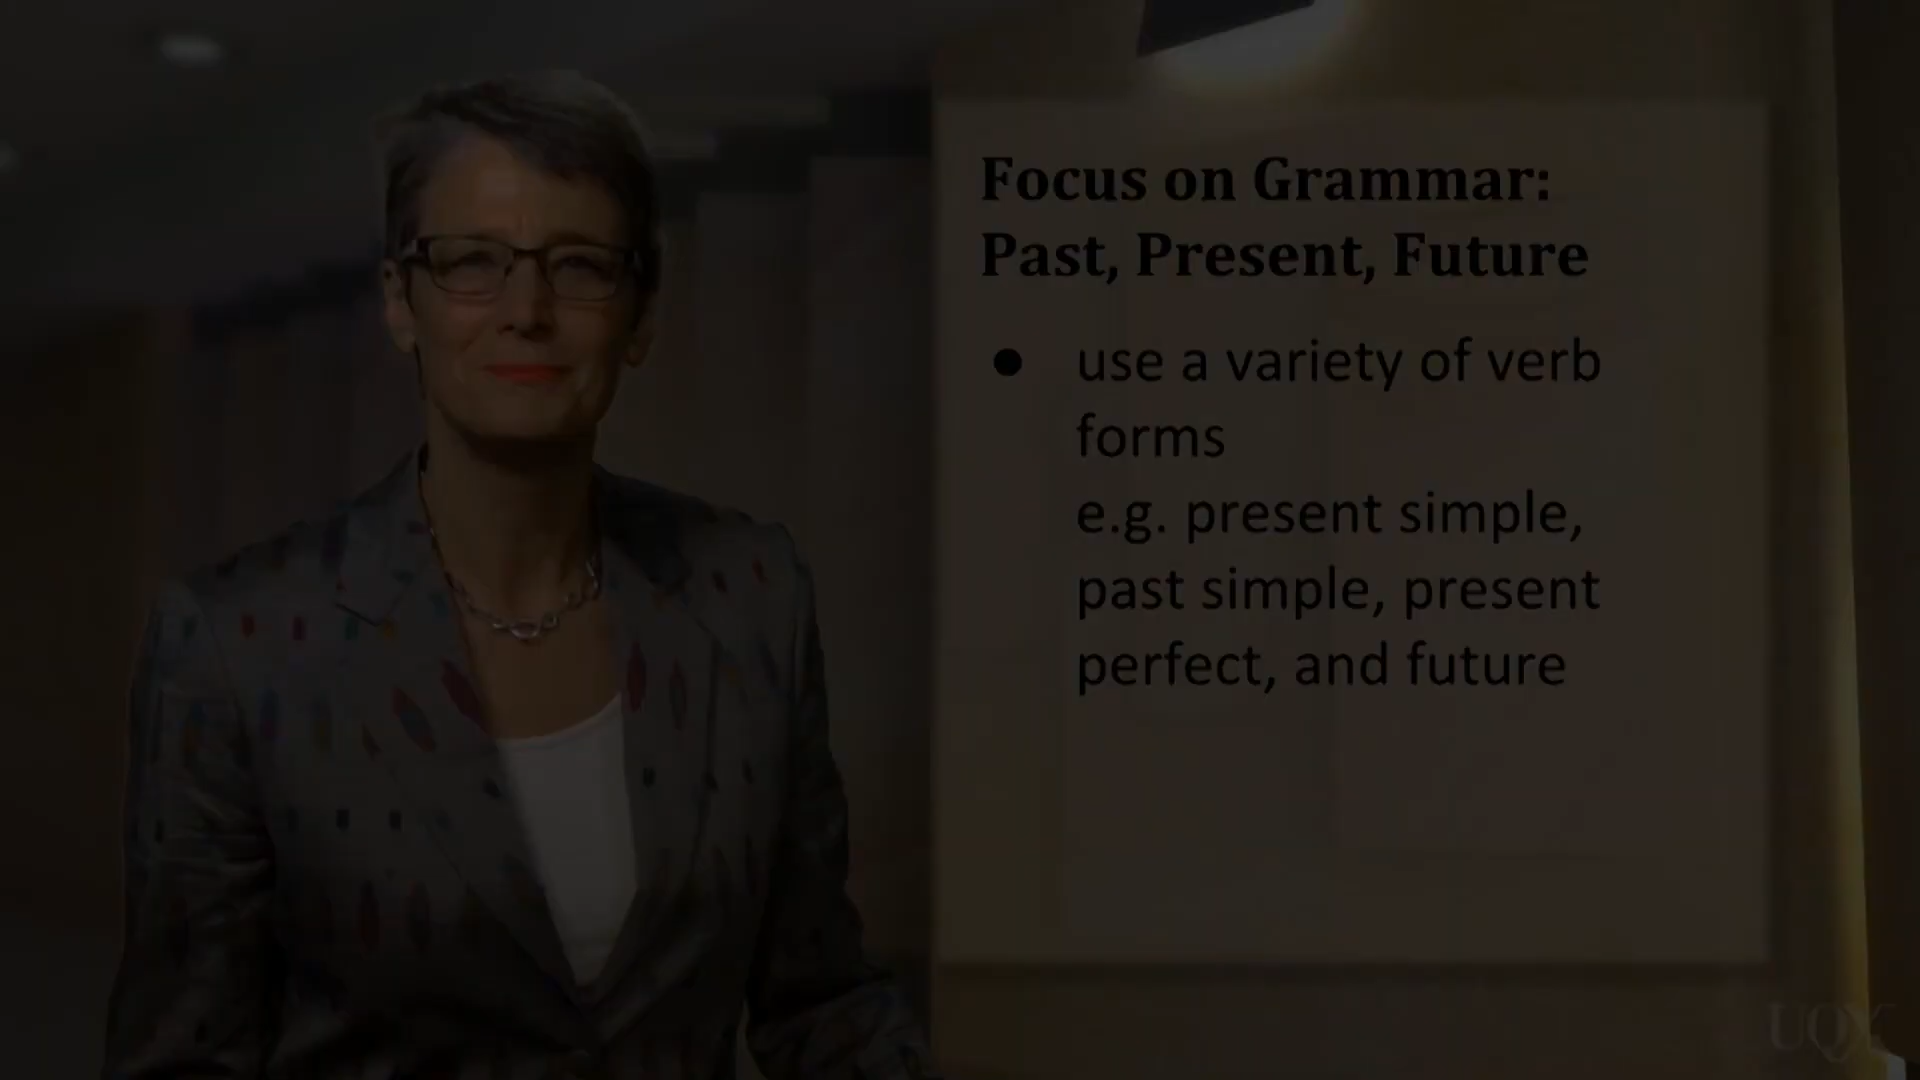 Focus on Grammar:
Past, Present, Future
● use a variety of verb
forms
e.g. present simple,
past simple, present
perfect, and future
UQx